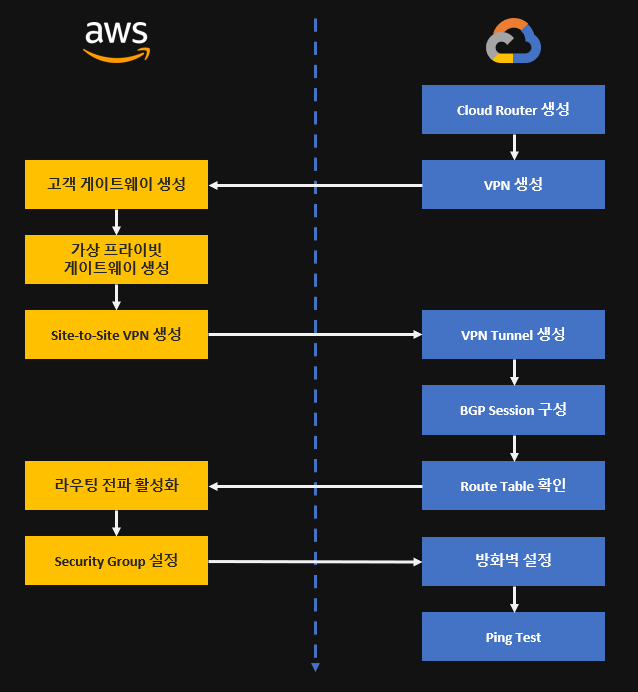 aws
Cloud Router 생성
고객 게이트웨이 생성
VPN 생성
가상 프라이빗
게이트웨이 생성
Site-to-Site VPN 생성
VPN Tunnel 생성
BGP Session 구성
라우팅 전파 활성화
Route Table 확인
Security Group 설정
방화벽 설정
Ping Test